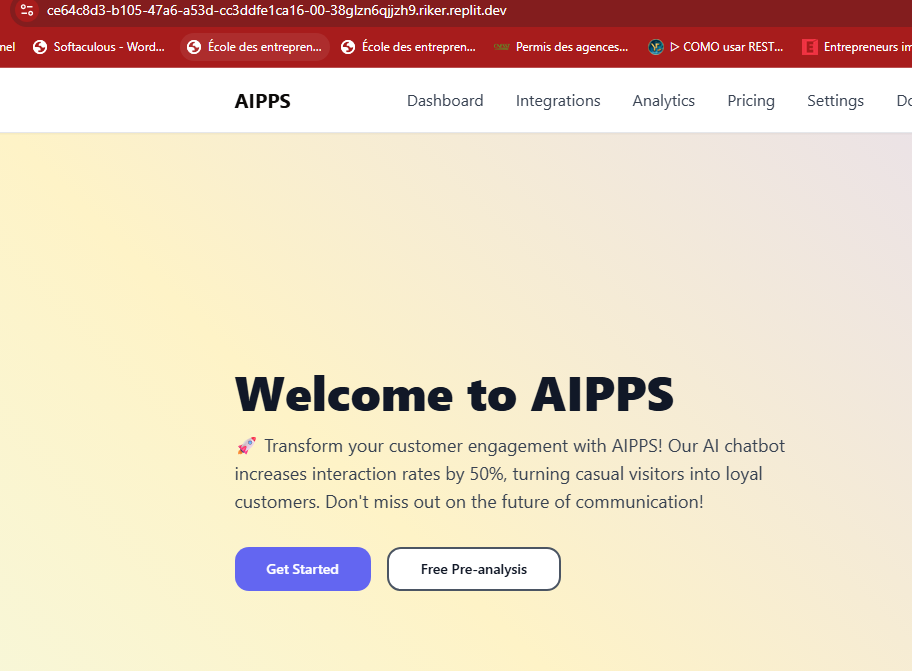 ce64c8d3-b105-47a6-a53d-cc3ddfe1ca16-00-38glzn6qjjzh9.riker.replit.dev
nel Softaculous - Word... École des entrepren... École des entrepren... Permis des agences... ▷ COMO usar REST... E Entrepreneurs im
AIPPS Dashboard Integrations Analytics Pricing Settings Do
Welcome to AIPPS
🚀 Transform your customer engagement with AIPPS! Our AI chatbot
increases interaction rates by 50%, turning casual visitors into loyal
customers. Don't miss out on the future of communication!
Get Started Free Pre-analysis